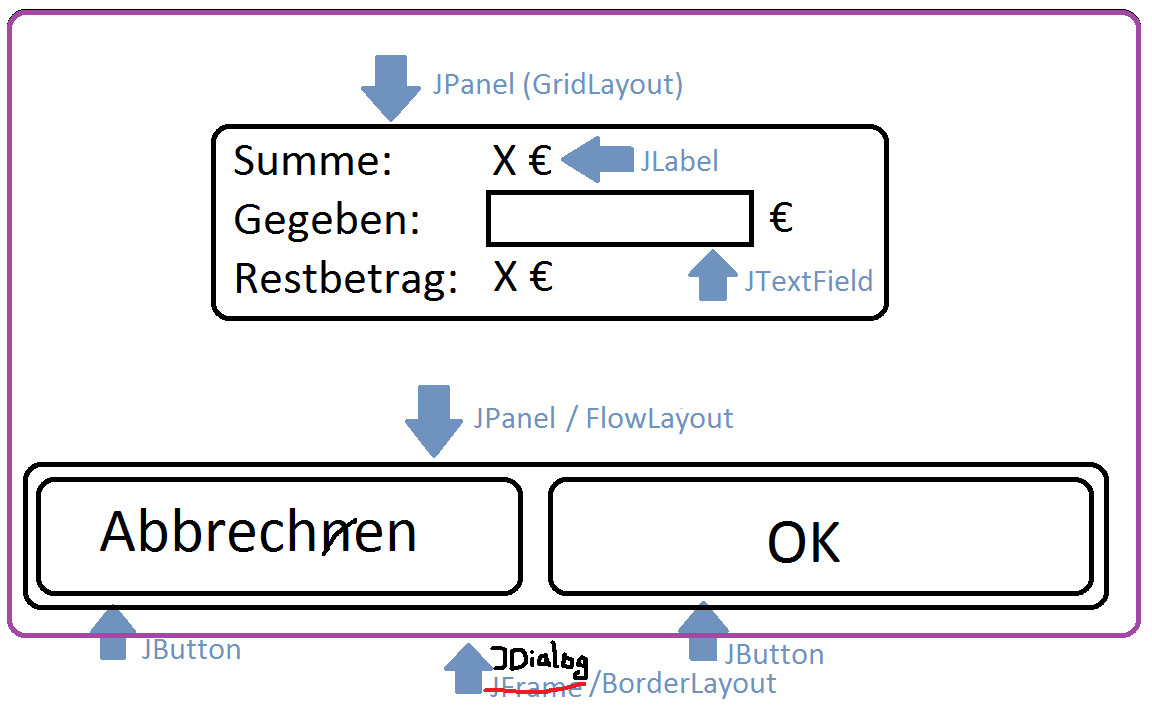 JPanel (GridLayout)
Summe: X € JLabel
Gegeben: €
Restbetrag: X € JTextField
JPanel / FlowLayout
Abbrechnen OK
JButton JButton
JDialog
JFrame /BorderLayout